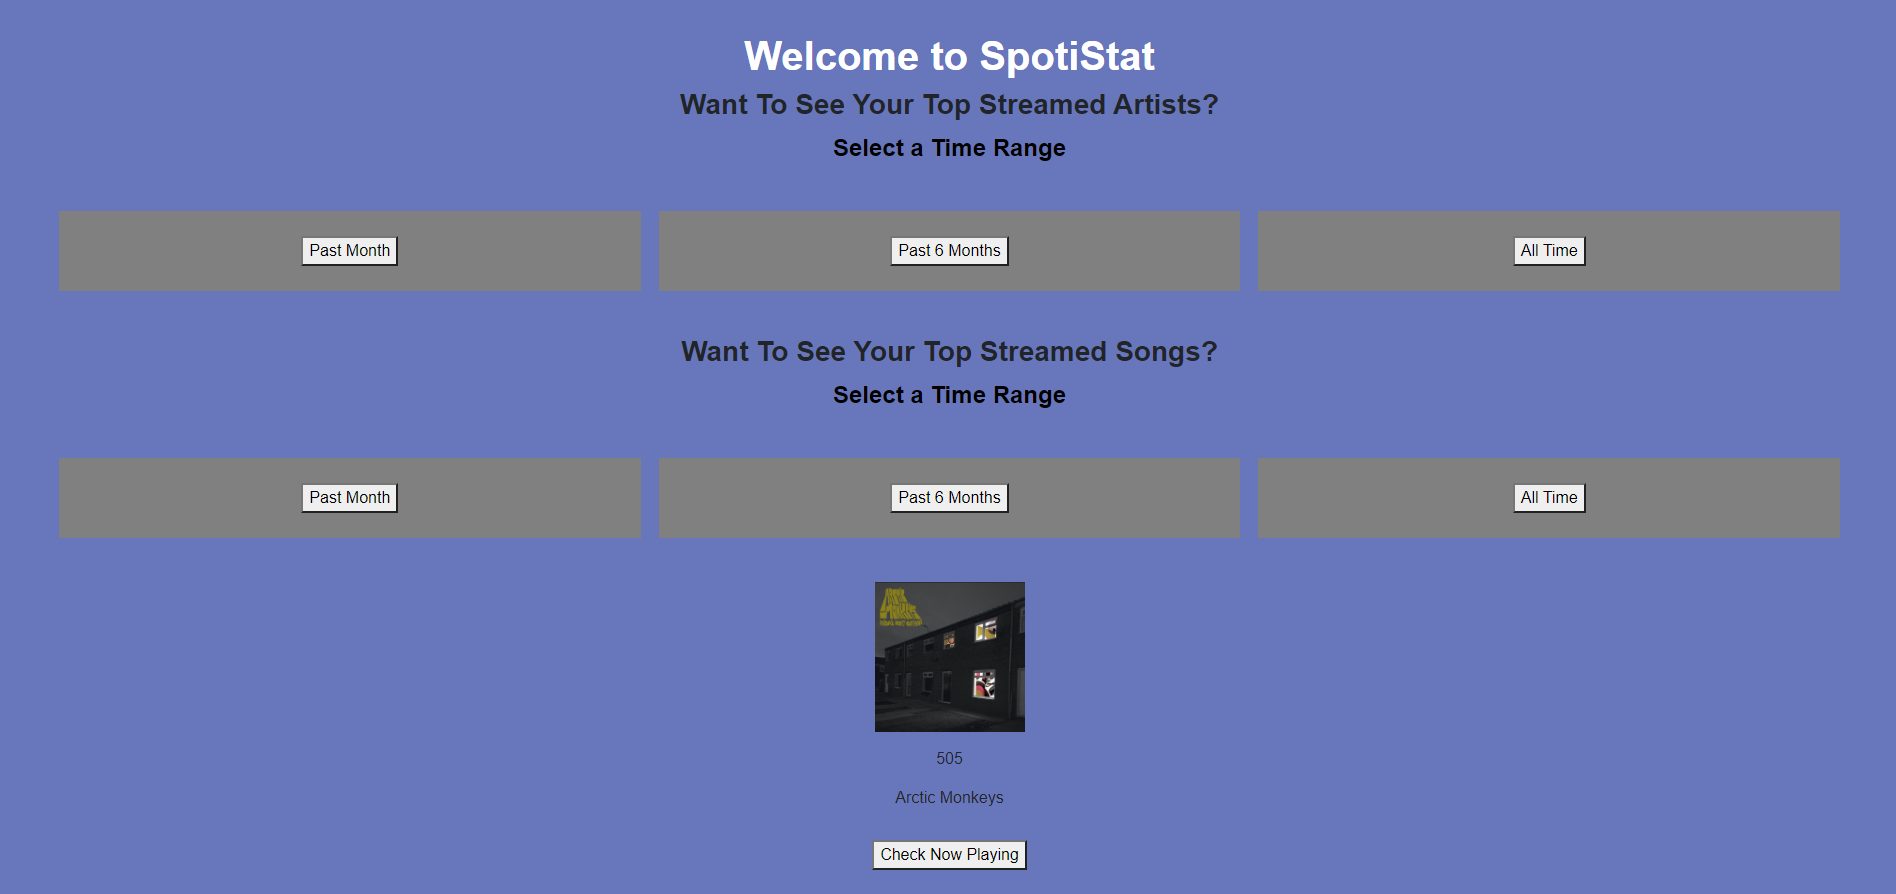 Welcome to SpotiStat
Want To See Your Top Streamed Artists?
Select a Time Range
Past Month
Past 6 Months
All Time
Want To See Your Top Streamed Songs?
Select a Time Range
Past Month
Past 6 Months
All Time
505
Arctic Monkeys
Check Now Playing